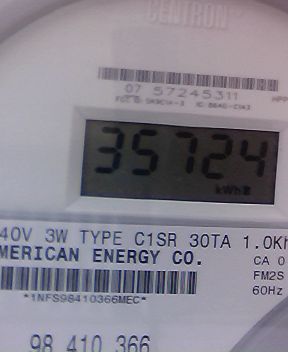 CENTRON
07 57245311
35724
kWh
40V 3W TYPE C1SR 30TA 1.0Kh
MERICAN ENERGY CO.
CA 0
FM2S
60Hz
*1NFS98410366MEC*
98 410 366